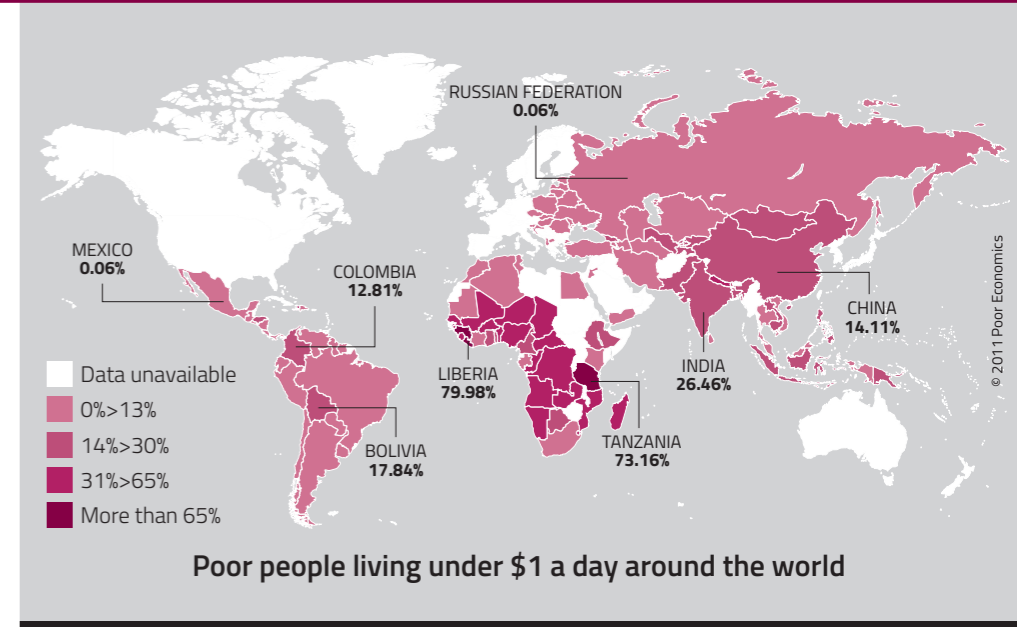 RUSSIAN FEDERATION
0.06%
MEXICO
0.06%
COLOMBIA
12.81%
CHINA
14.11%
LIBERIA
79.98%
INDIA
26.46%
TANZANIA
73.16%
BOLIVIA
17.84%
Data unavailable
0%>13%
14%>30%
31%>65%
More than 65%
© 2011 Poor Economics
Poor people living under $1 a day around the world